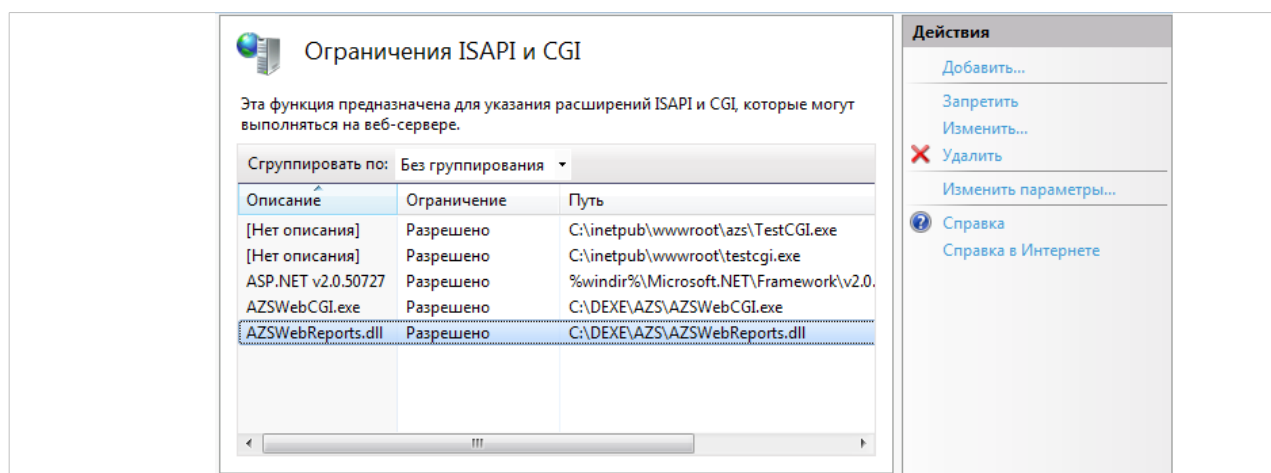 Ограничения ISAPI и CGI
Эта функция предназначена для указания расширений ISAPI и CGI, которые могут
выполняться на веб-сервере.
Сгруппировать по: Без группирования
Описание Ограничение Путь
[Нет описания] Разрешено C:\inetpub\wwwroot\azs\TestCGI.exe
[Нет описания] Разрешено C:\inetpub\wwwroot\testcgi.exe
ASP.NET v2.0.50727 Разрешено %windir%\Microsoft.NET\Framework\v2.0.
AZSWebCGI.exe Разрешено C:\DEXE\AZS\AZSWebCGI.exe
AZSWebReports.dll Разрешено C:\DEXE\AZS\AZSWebReports.dll
Действия
Добавить...
Запретить
Изменить...
Удалить
Изменить параметры...
Справка
Справка в Интернете